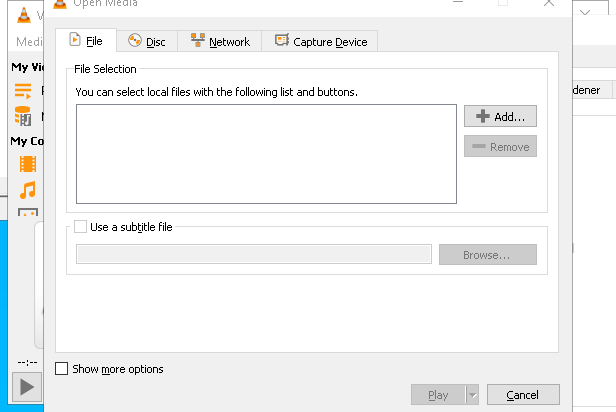 Open Media
Medi
File
Disc
Network
Capture Device
My Vi
File Selection
You can select local files with the following list and buttons.
dener
Add...
My Co
Remove
Use a subtitle file
Browse...
--:--
Show more options
Play
Cancel